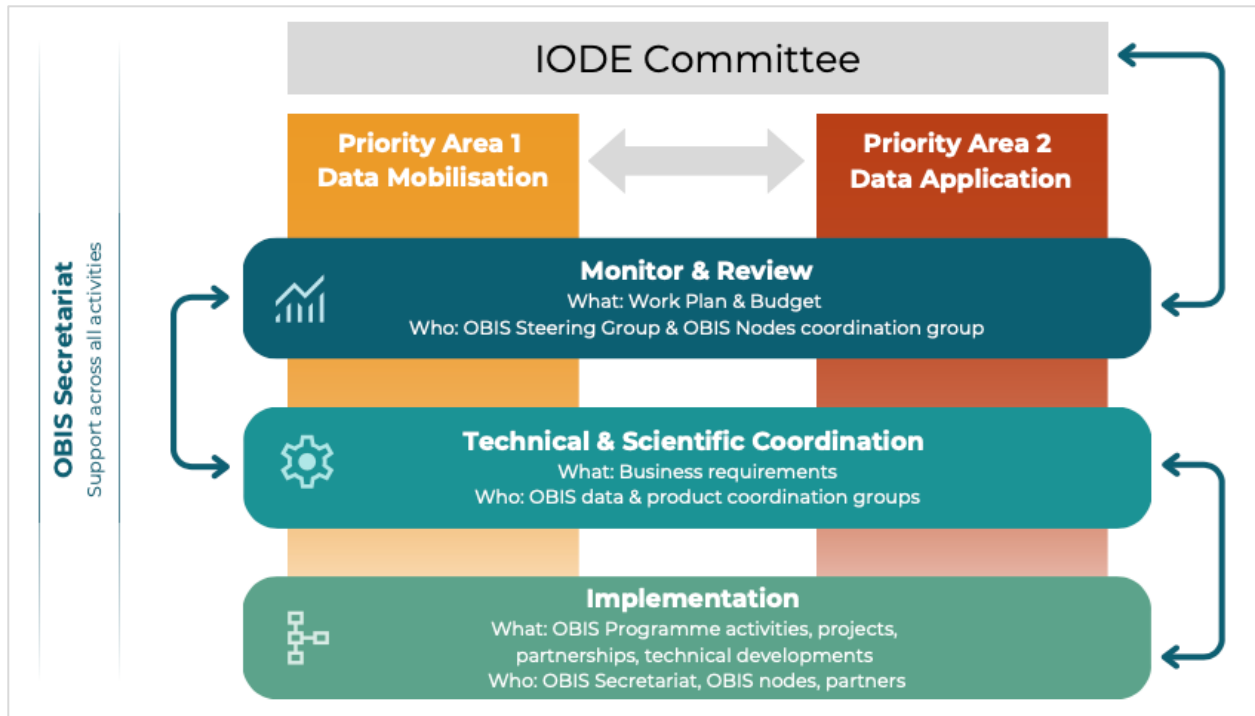 IODE Committee
Priority Area 1
Data Mobilisation
Priority Area 2
Data Application
OBIS Secretariat
Support across all activities
Monitor & Review
What: Work Plan & Budget
Who: OBIS Steering Group & OBIS Nodes coordination group
Technical & Scientific Coordination
What: Business requirements
Who: OBIS data & product coordination groups
Implementation
What: OBIS Programme activities, projects,
partnerships, technical developments
Who: OBIS Secretariat, OBIS nodes, partners